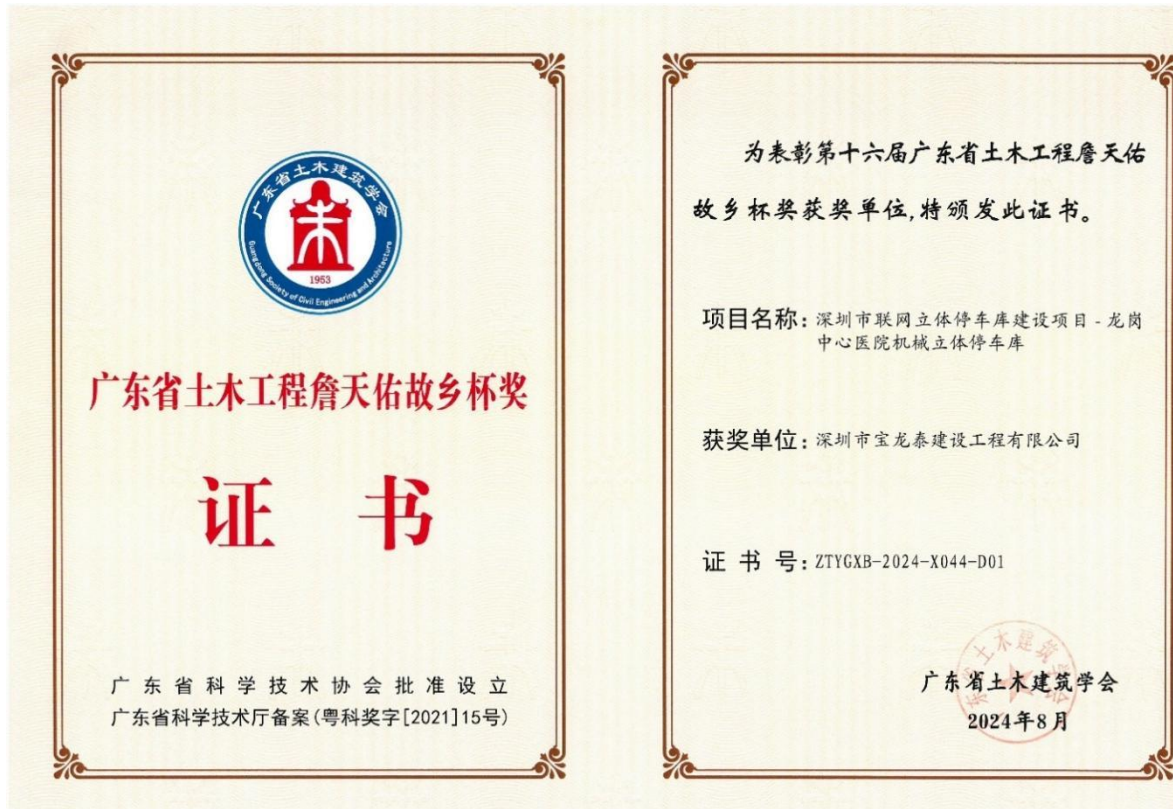 广东省土木建筑学会
1953
Guangdong Society of Civil Engineering and Architecture
广东省土木工程詹天佑故乡杯奖
证 书
广东省科学技术协会批准设立
广东省科学技术厅备案(粤科奖字[2021]15号)
为表彰第十六届广东省土木工程詹天佑
故乡杯奖获奖单位,特颁发此证书。
项目名称: 深圳市联网立体停车库建设项目-龙岗
中心医院机械立体停车库
获奖单位: 深圳市宝龙泰建设工程有限公司
证 书 号: ZTYGXB-2024-X044-D01
广东省土木建筑学会
2024年8月
东省土木建筑学会